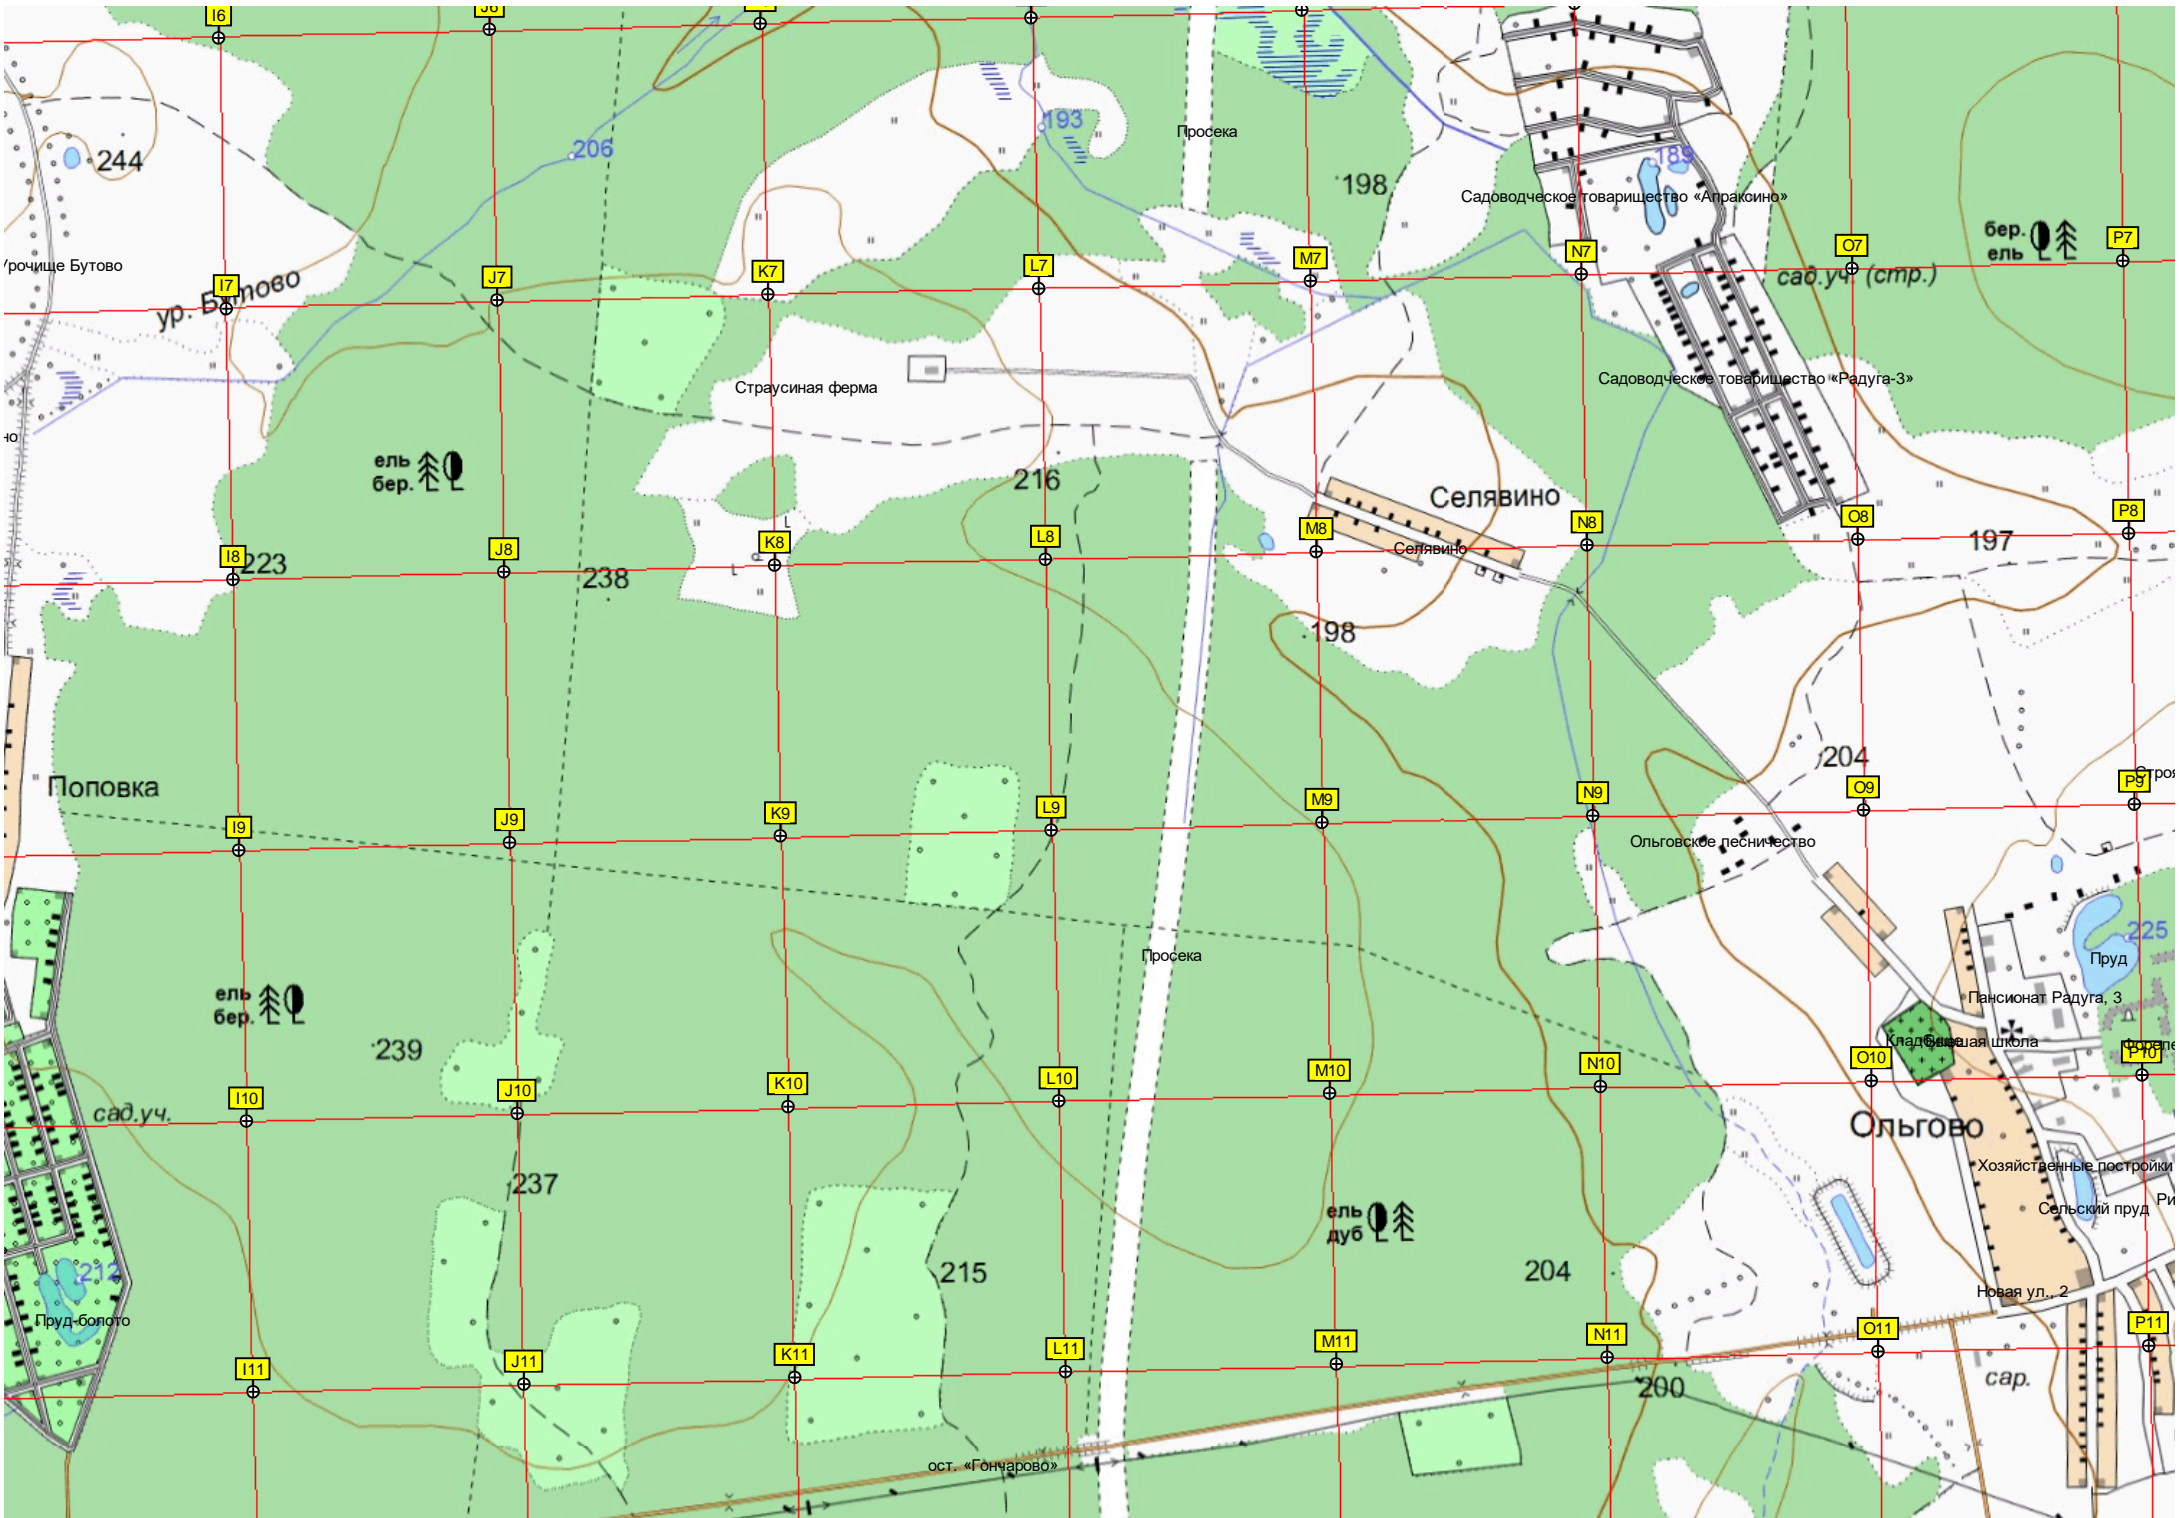 I6
J6
193
206
Просека
244
189
198
Садоводческое товарищество «Апраксино»
бер.
ель
P7
O7
N7
M7
L7
K7
J7
I7
Урочище Бутово
ур. Бутово
сад.уч. (стр.)
Страусиная ферма
Садоводческое товарищество «Радуга-3»
ель
бер.
216
Селявино
P8
O8
N8
M8
L8
K8
J8
I8
197
Селявино
223
238
198
204
Поповка
P9
O9
N9
M9
L9
K9
J9
I9
Ольговское лесничество
225
Просека
Пруд
ель
бер.
Пансионат Радуга, 3
239
Кладбище
Бывшая школа
P10
O10
N10
M10
L10
K10
J10
I10
сад.уч.
Ольгово
Хозяйственные постройки
237
Ри
Сельский пруд
ель
дуб
212
215
204
Новая ул., 2
Пруд-болото
P11
O11
N11
M11
L11
K11
J11
I11
200
сар.
ост. «Гончарово»